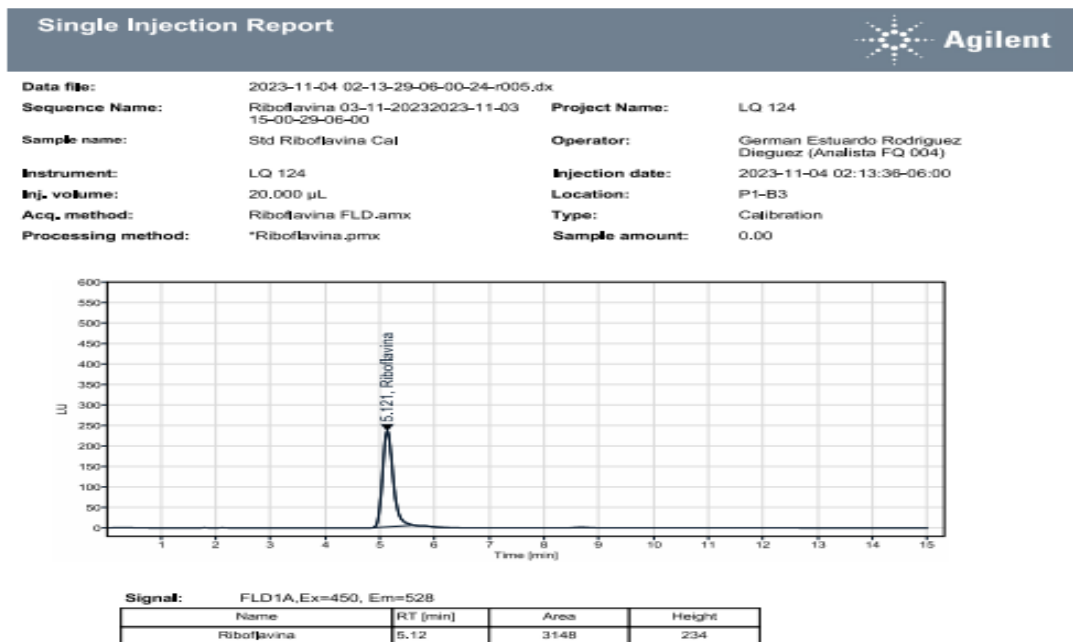 Single Injection Report
Agilent
Data file: 2023-11-04 02-13-29-06-00-24-r005.dx
Sequence Name: Riboflavina 03-11-20232023-11-03 15-00-29-06-00 Project Name: LQ 124
Sample name: Std Riboflavina Cal Operator: German Estuardo Rodriguez Dieguez (Analista FQ 004)
Instrument: LQ 124 Injection date: 2023-11-04 02:13:36-06:00
Inj. volume: 20.000 µL Location: P1-B3
Acq. method: Riboflavina FLD.amx Type: Calibration
Processing method: *Riboflavina.pmx Sample amount: 0.00
600
550
500
450
400
350
300
250
200
150
100
50
0
LU
5.121, Riboflavina
1 2 3 4 5 6 7 8 9 10 11 12 13 14 15
Time [min]
Signal: FLD1A,Ex=450, Em=528
Name RT [min] Area Height
Riboflavina 5.12 3148 234